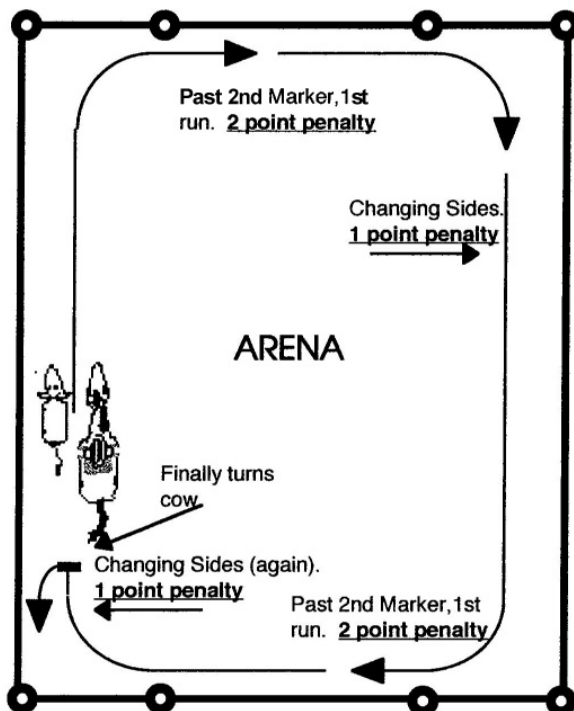 Past 2nd Marker,1st
run. 2 point penalty
Changing Sides.
1 point penalty
ARENA
Finally turns
cow
Changing Sides (again).
1 point penalty
Past 2nd Marker,1st
run. 2 point penalty